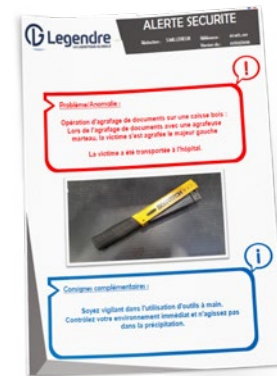 Legendre
ALERTE SECURITE
Problème/Anomalie :
Opération d'agrafage de documents sur une caisse bois :
Lors de l'agrafage de documents avec une agrafeuse
marteau, la victime s'est agrafée le majeur gauche
La victime a été transportée à l'hôpital.
Consignes complémentaires :
Soyez vigilant dans l'utilisation d'outils à main.
Contrôlez votre environnement immédiat et n'agissez pas
dans la précipitation.